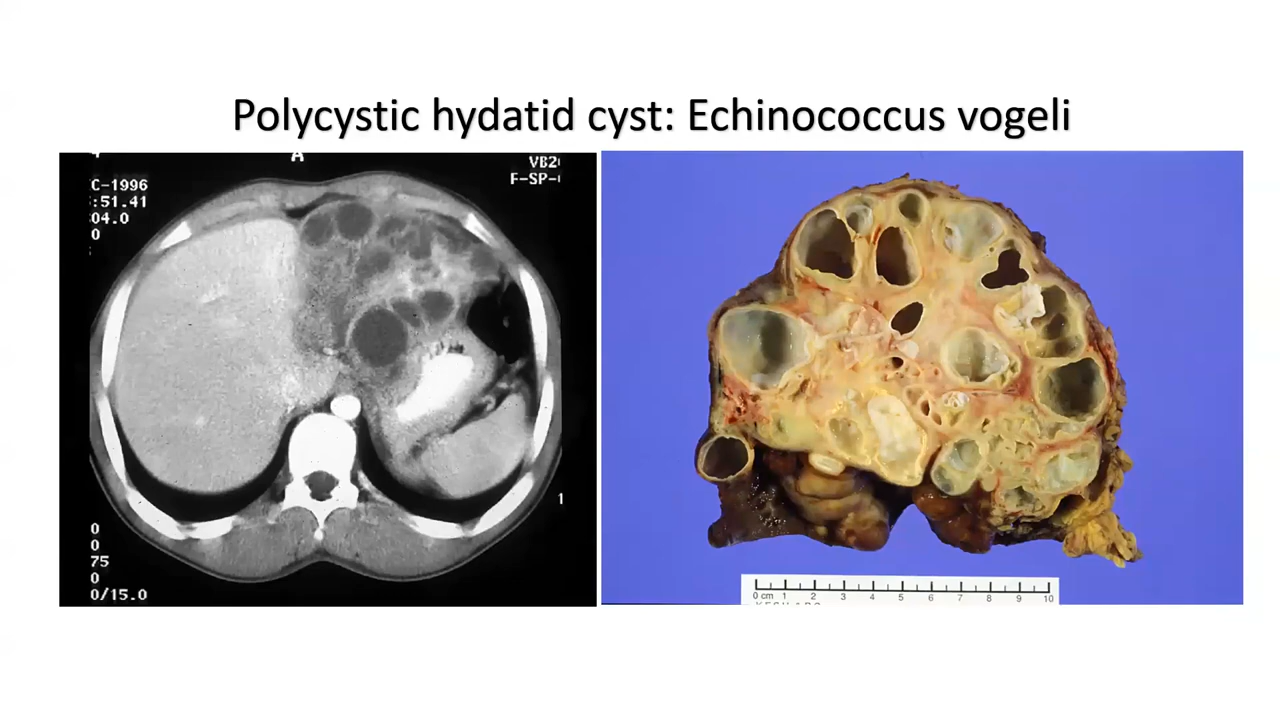 Polycystic hydatid cyst: Echinococcus vogeli
A
VB2
F-SP-
C-1996
:51.41
04.0
0
1
0
0
75
0
0/15.0
0 cm 1 2 3 4 5 6 7 8 9 10